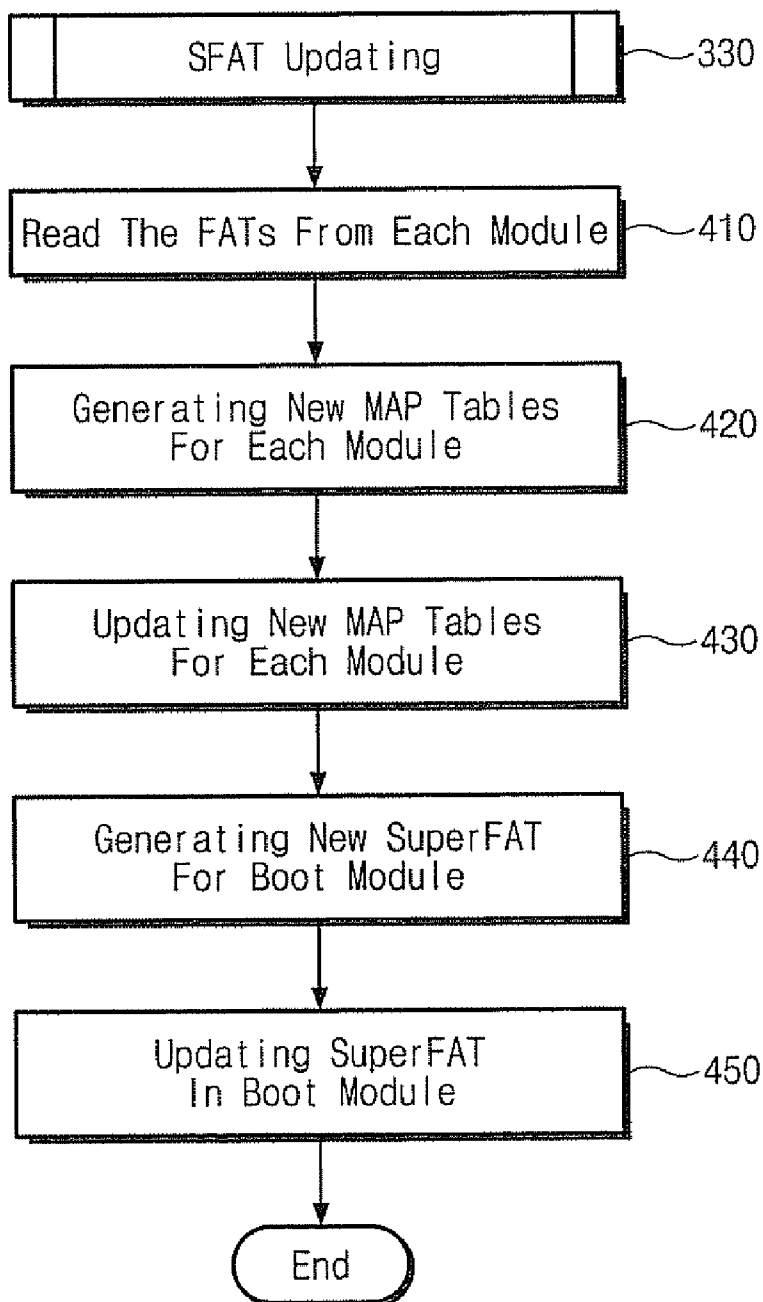 SFAT Updating
330
Read The FATs From Each Module
410
Generating New MAP Tables
For Each Module
420
Updating New MAP Tables
For Each Module
430
Generating New SuperFAT
For Boot Module
440
Updating SuperFAT
In Boot Module
450
End